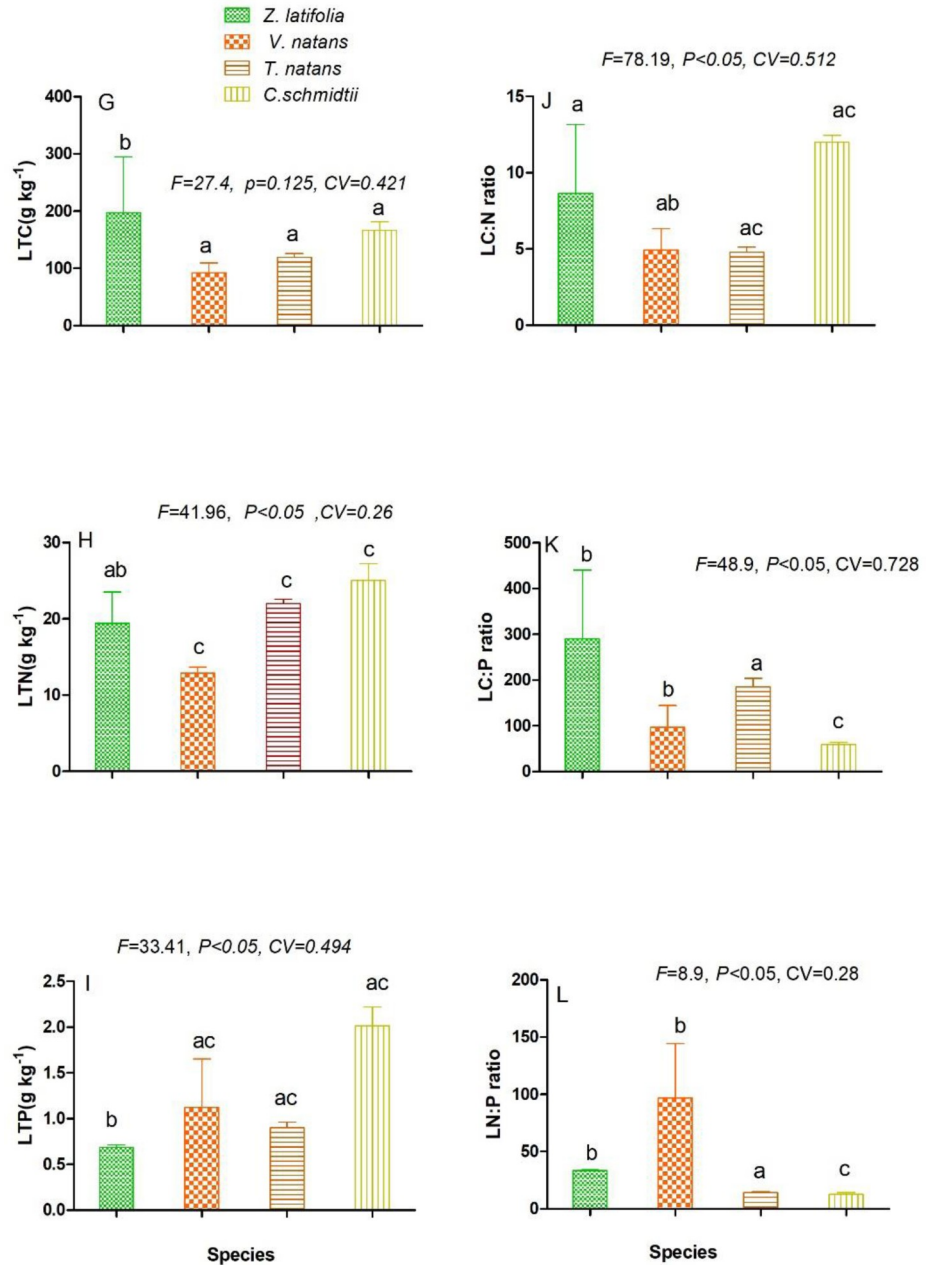 Z. latifolia
V. natans
T. natans
C.schmidtii
G
F=27.4, p=0.125, CV=0.421
LTC(g kg⁻¹)
400
300
200
100
0
b
a
a
a
J
F=78.19, P<0.05, CV=0.512
LC:N ratio
15
10
5
0
a
ab
ac
ac
H
F=41.96, P<0.05 ,CV=0.26
LTN(g kg⁻¹)
30
20
10
0
ab
c
c
c
K
F=48.9, P<0.05, CV=0.728
LC:P ratio
500
400
300
200
100
0
b
b
a
c
I
F=33.41, P<0.05, CV=0.494
LTP(g kg⁻¹)
2.5
2.0
1.5
1.0
0.5
0.0
b
ac
ac
ac
Species
L
F=8.9, P<0.05, CV=0.28
LN:P ratio
200
150
100
50
0
b
b
a
c
Species